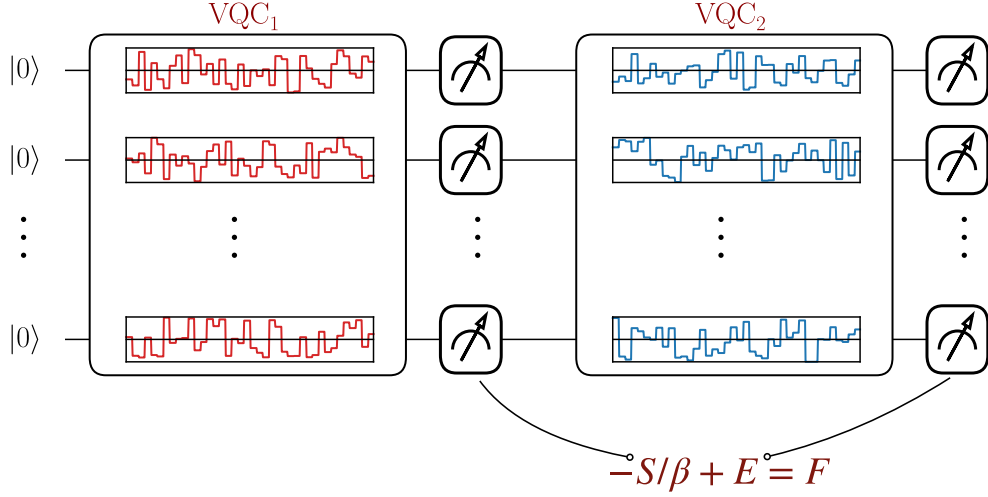 VQC₁ VQC₂
|0⟩
|0⟩
|0⟩
−S/β + E = F